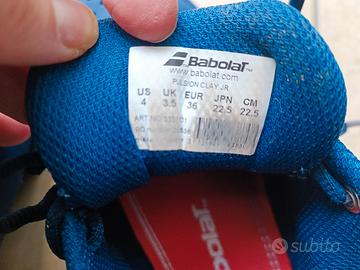 Babolat
www.babolat.com
PULSION CLAY JR
US UK EUR JPN CM
4 3.5 36 22.5 22.5
BABOLAT
subito